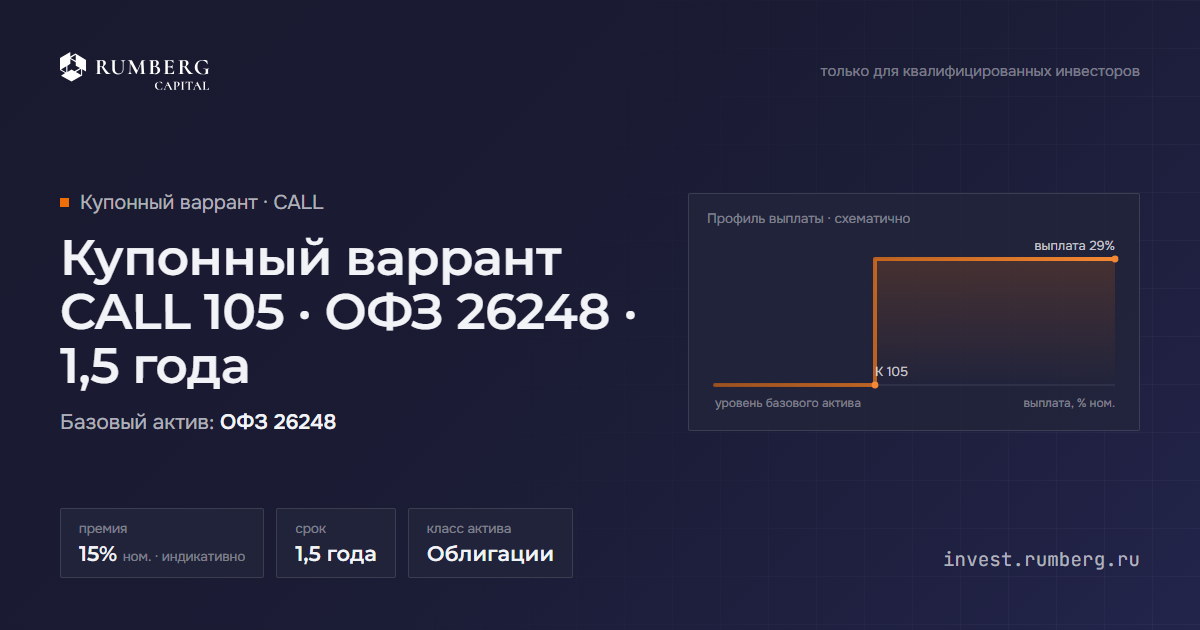 RUMBERG
CAPITAL
только для квалифицированных инвесторов
Купонный варрант · CALL
Купонный варрант
CALL 105 · ОФЗ 26248 ·
1,5 года
Базовый актив: ОФЗ 26248
Профиль выплаты · схематично
выплата 29%
K 105
уровень базового актива
выплата, % ном.
премия
15% ном. · индикативно
срок
1,5 года
класс актива
Облигации
invest.rumberg.ru